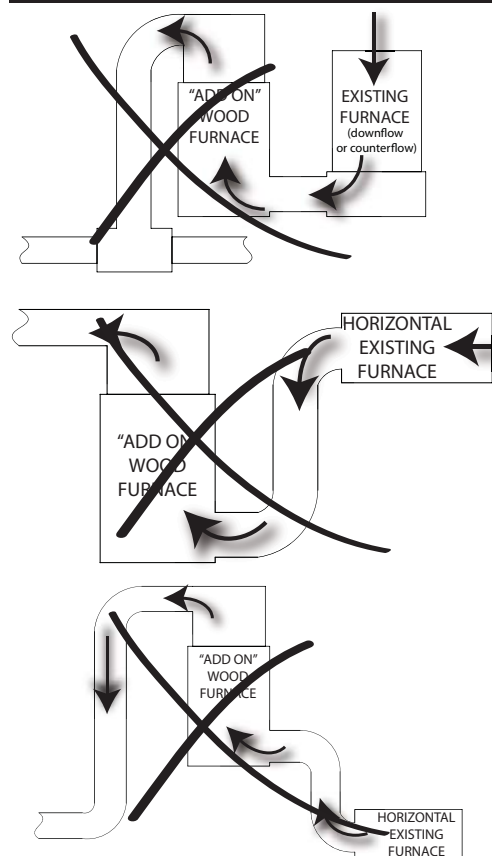 "ADD ON"
WOOD
FURNACE
EXISTING
FURNACE
(downflow
or counterflow)
HORIZONTAL
EXISTING
FURNACE
"ADD ON
WOOD
FURNACE
"ADD ON"
WOOD
FURNACE
HORIZONTAL
EXISTING
FURNACE